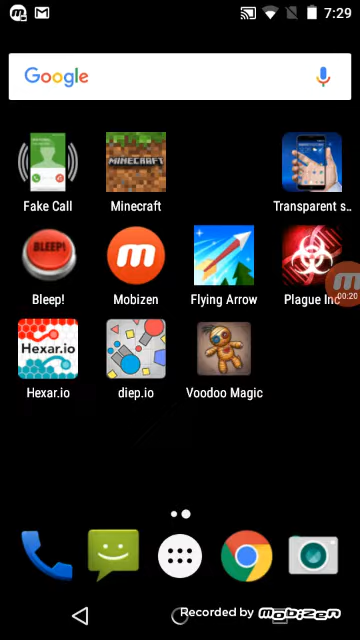 7:29
Google
MINECRAFT
Fake Call
Minecraft
Transparent s..
BLEEP!
Bleep!
Mobizen
Flying Arrow
Plague Inc
00:20
Hexar.io
Hexar.io
diep.io
Voodoo Magic
Recorded by mobizen